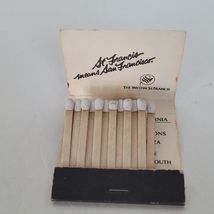 St Francis
means San Francisco.
THE WESTIN ST. FRANCIS
NIA
ONS
ZA
OUTH